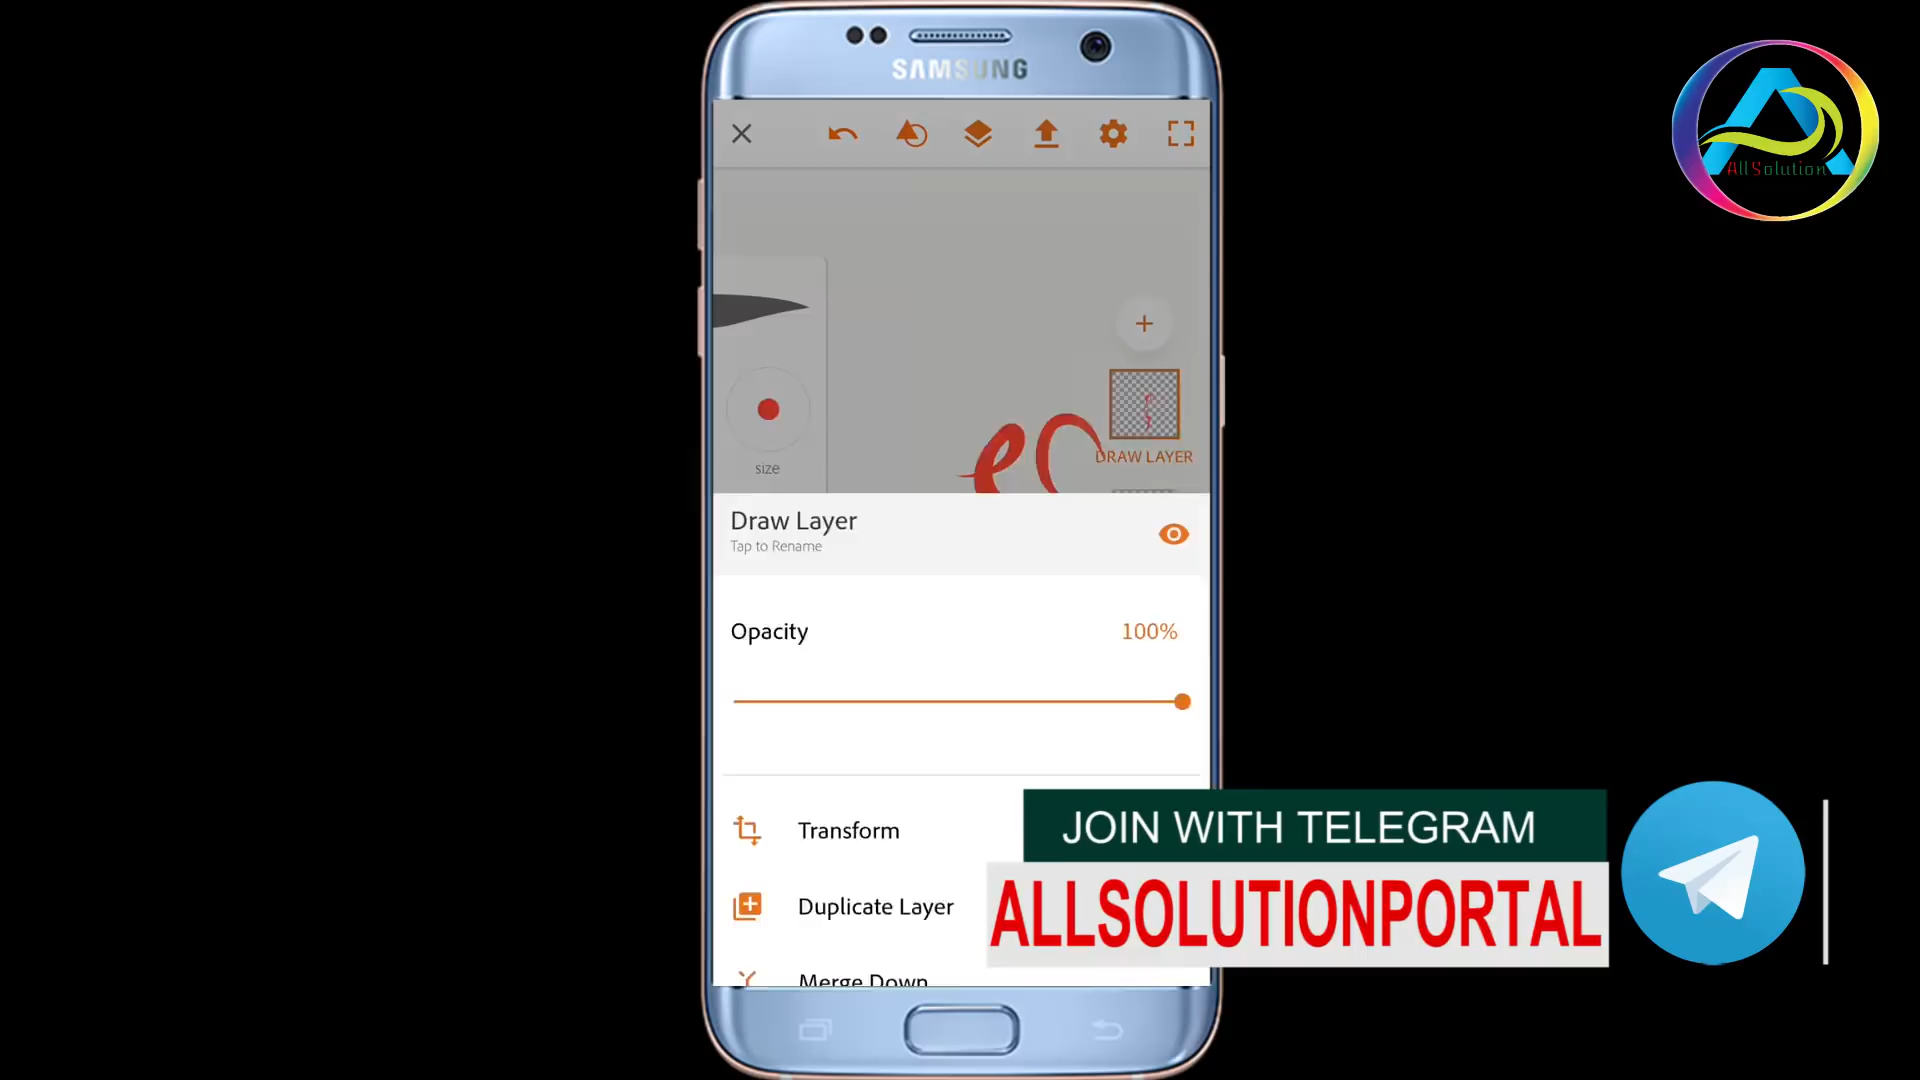 SAMSUNG
AllSolution
size
DRAW LAYER
Draw Layer
Tap to Rename
Opacity
100%
Transform
Duplicate Layer
Merge Down
JOIN WITH TELEGRAM
ALLSOLUTIONPORTAL